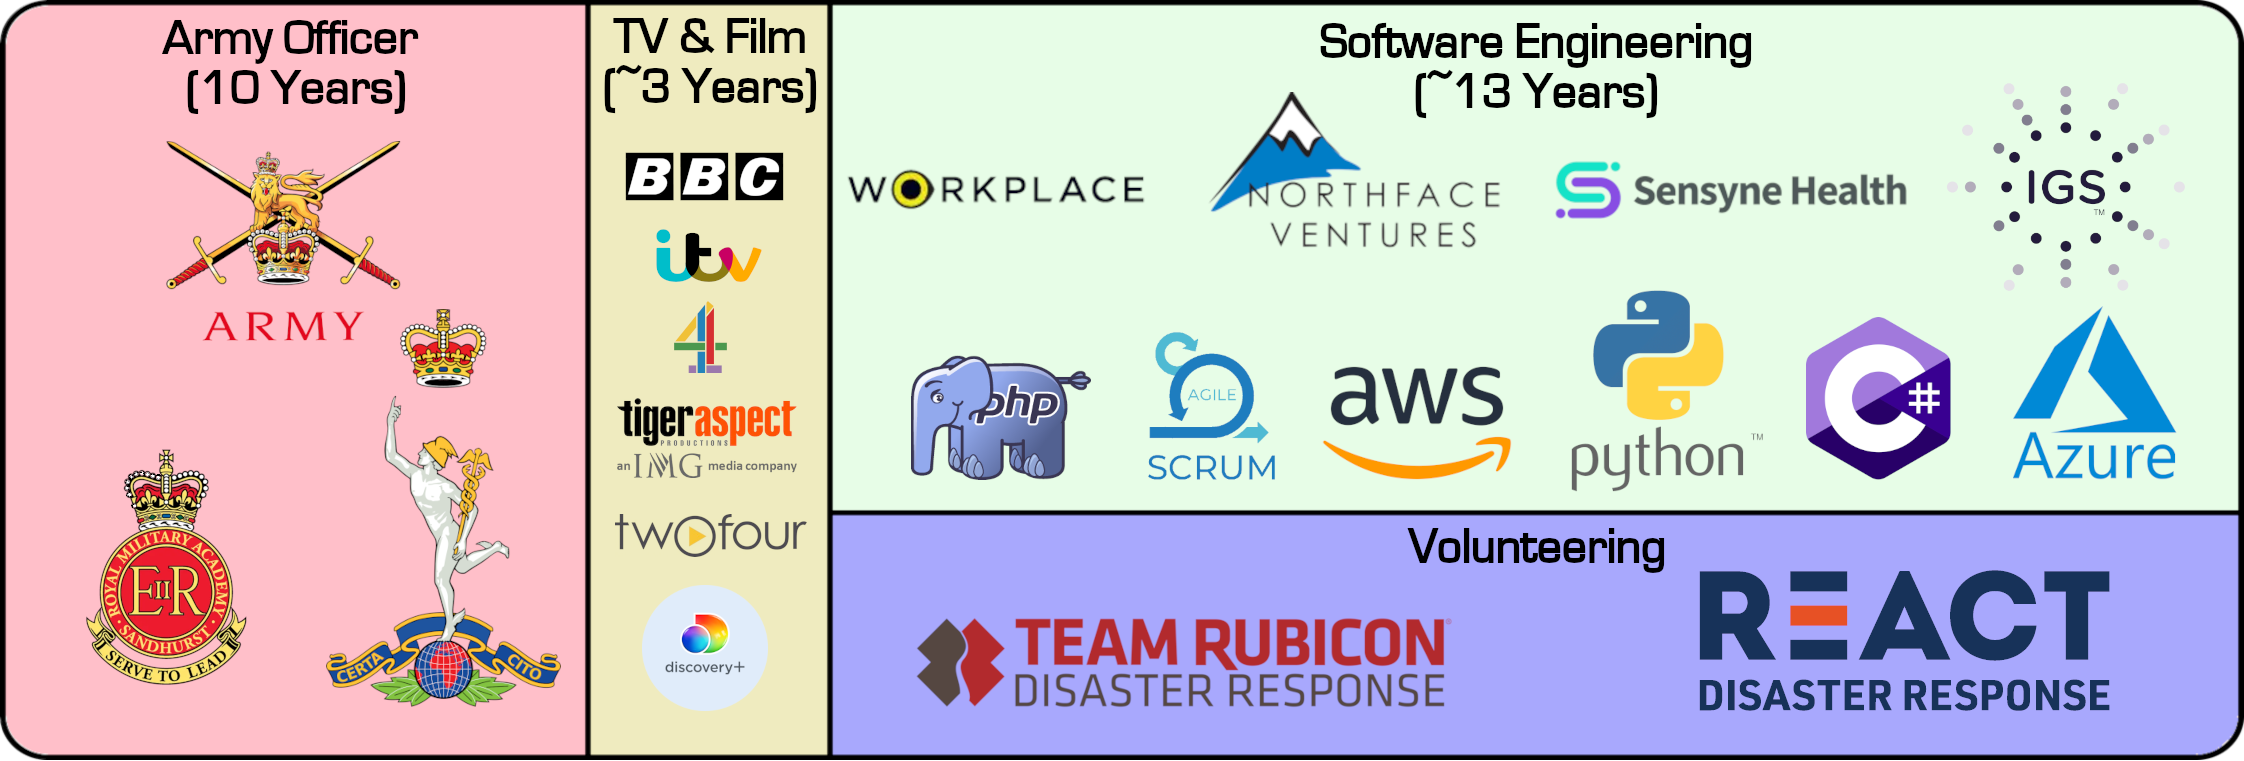 Army Officer
(10 Years)
ARMY
ROYAL MILITARY ACADEMY
EIIR
SANDHURST
SERVE TO LEAD
CERTA CITO
TV & Film
(~3 Years)
BBC
itv
4
tigeraspect
PRODUCTIONS
an IMG media company
twofour
discovery+
Software Engineering
(~13 Years)
WORKPLACE
NORTHFACE
VENTURES
Sensyne Health
IGS
TM
php
AGILE
SCRUM
aws
python TM
C#
Azure
Volunteering
TEAM RUBICON®
DISASTER RESPONSE
REACT
DISASTER RESPONSE